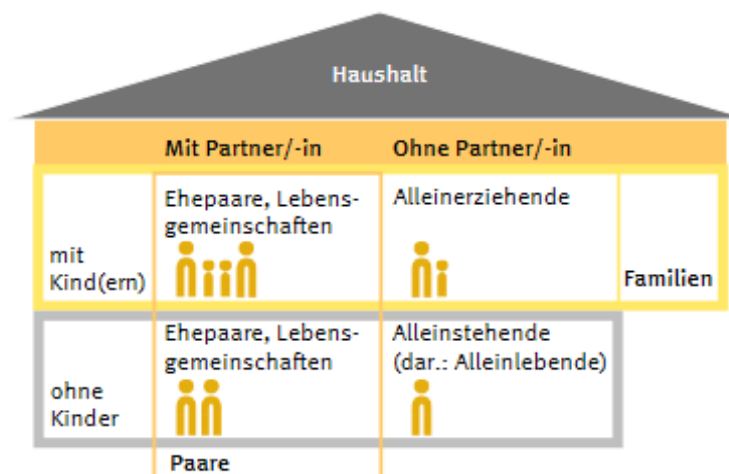 Haushalt
Mit Partner/-in
Ohne Partner/-in
Ehepaare, Lebens-
gemeinschaften
Alleinerziehende
mit
Kind(ern)
Familien
Ehepaare, Lebens-
gemeinschaften
Alleinstehende
(dar.: Alleinlebende)
ohne
Kinder
Paare